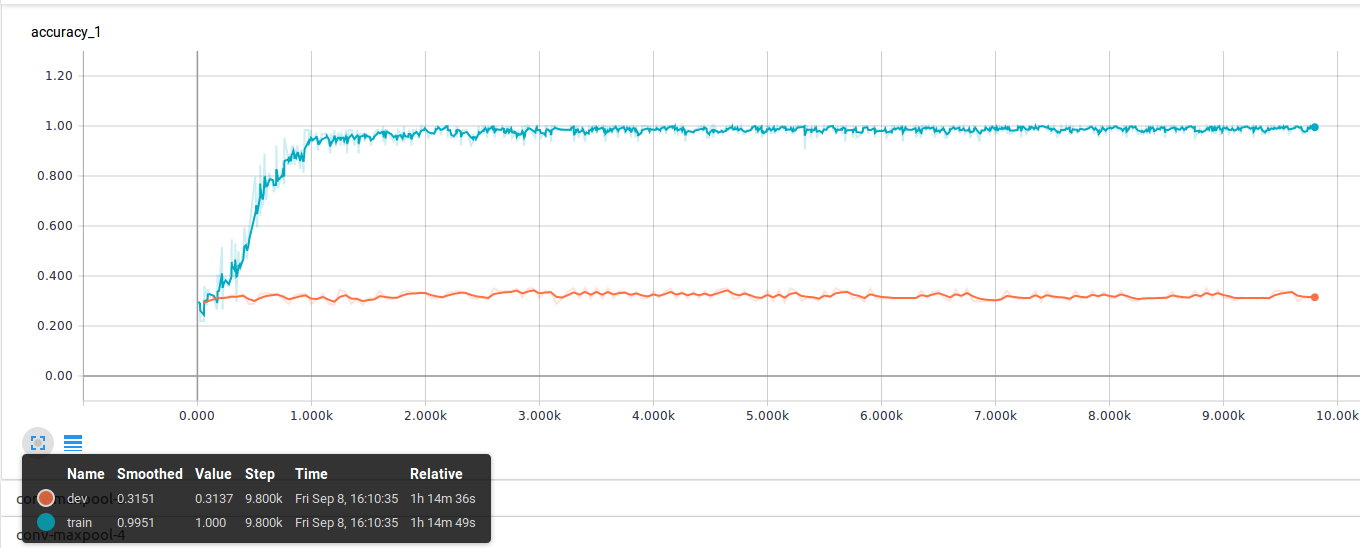 accuracy_1
1.20
1.00
0.800
0.600
0.400
0.200
0.00
0.000 1.000k 2.000k 3.000k 4.000k 5.000k 6.000k 7.000k 8.000k 9.000k 10.000k
Name Smoothed Value Step Time Relative
dev 0.3151 0.3137 9.800k Fri Sep 8, 16:10:35 1h 14m 36s
train 0.9951 1.000 9.800k Fri Sep 8, 16:10:35 1h 14m 49s
conv-maxpool-4